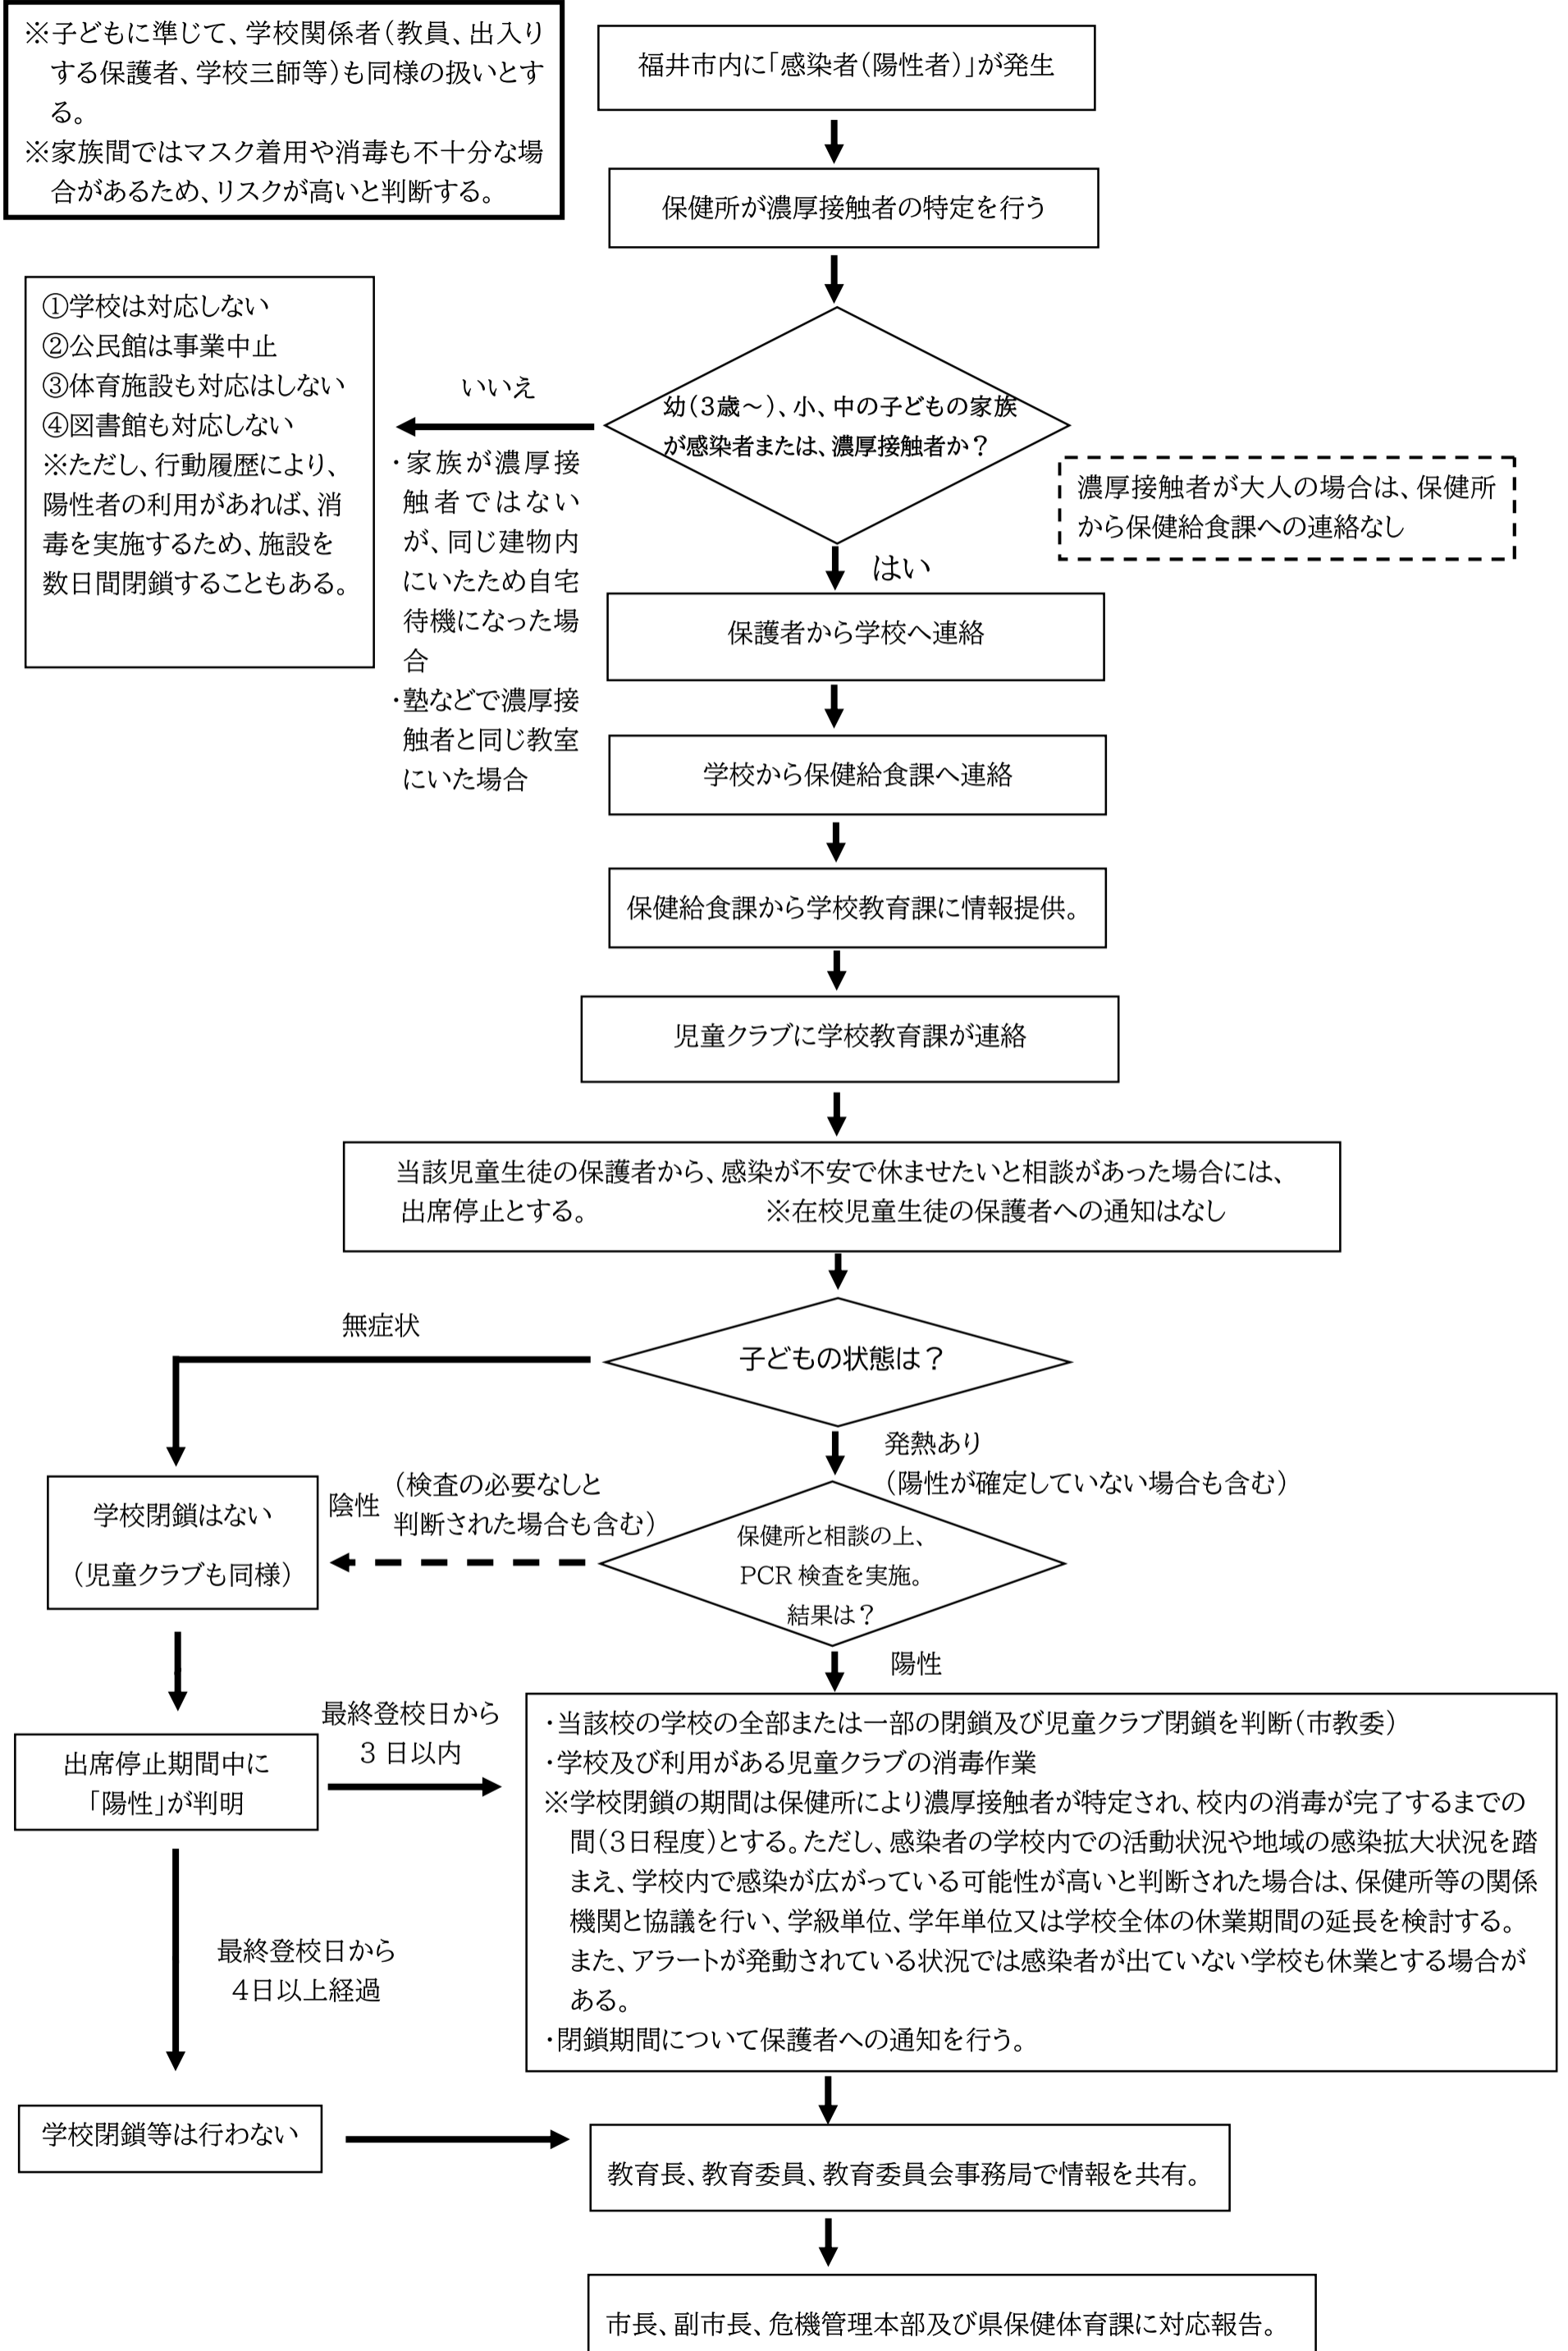 ※子どもに準じて、学校関係者（教員、出入り
する保護者、学校三師等）も同様の扱いとす
る。
※家族間ではマスク着用や消毒も不十分な場
合があるため、リスクが高いと判断する。
福井市内に「感染者（陽性者）」が発生
保健所が濃厚接触者の特定を行う
幼（3歳～）、小、中の子どもの家族
が感染者または、濃厚接触者か？
いいえ
・家族が濃厚接
触者ではない
が、同じ建物内
にいたため自宅
待機になった場
合
・塾などで濃厚接
触者と同じ教室
にいた場合
①学校は対応しない
②公民館は事業中止
③体育施設も対応はしない
④図書館も対応しない
※ただし、行動履歴により、
陽性者の利用があれば、消
毒を実施するため、施設を
数日間閉鎖することもある。
濃厚接触者が大人の場合は、保健所
から保健給食課への連絡なし
はい
保護者から学校へ連絡
学校から保健給食課へ連絡
保健給食課から学校教育課に情報提供。
児童クラブに学校教育課が連絡
当該児童生徒の保護者から、感染が不安で休ませたいと相談があった場合には、
出席停止とする。 ※在校児童生徒の保護者への通知はなし
子どもの状態は？
無症状
発熱あり
（陽性が確定していない場合も含む）
保健所と相談の上、
PCR 検査を実施。
結果は？
陰性
（検査の必要なしと
判断された場合も含む）
学校閉鎖はない
（児童クラブも同様）
陽性
出席停止期間中に
「陽性」が判明
最終登校日から
3 日以内
・当該校の学校の全部または一部の閉鎖及び児童クラブ閉鎖を判断（市教委）
・学校及び利用がある児童クラブの消毒作業
※学校閉鎖の期間は保健所により濃厚接触者が特定され、校内の消毒が完了するまでの
間（3日程度）とする。ただし、感染者の学校内での活動状況や地域の感染拡大状況を踏
まえ、学校内で感染が広がっている可能性が高いと判断された場合は、保健所等の関係
機関と協議を行い、学級単位、学年単位又は学校全体の休業期間の延長を検討する。
また、アラートが発動されている状況では感染者が出ていない学校も休業とする場合が
ある。
・閉鎖期間について保護者への通知を行う。
最終登校日から
4日以上経過
学校閉鎖等は行わない
教育長、教育委員、教育委員会事務局で情報を共有。
市長、副市長、危機管理本部及び県保健体育課に対応報告。